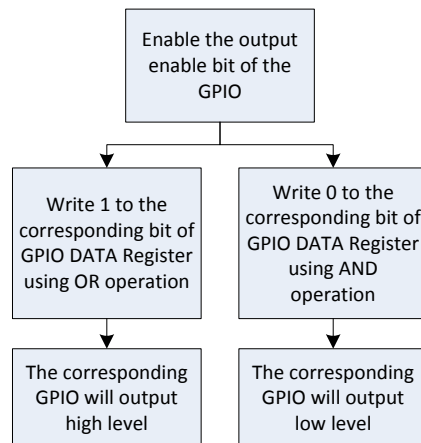 Enable the output
enable bit of the
GPIO
Write 1 to the
corresponding bit of
GPIO DATA Register
using OR operation
Write 0 to the
corresponding bit of
GPIO DATA Register
using AND
operation
The corresponding
GPIO will output
high level
The corresponding
GPIO will output
low level